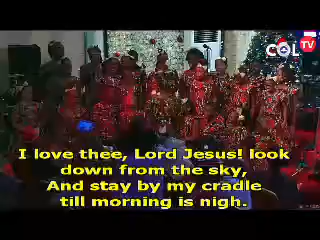 COL TV
I love thee, Lord Jesus! look
down from the sky,
And stay by my cradle
till morning is nigh.